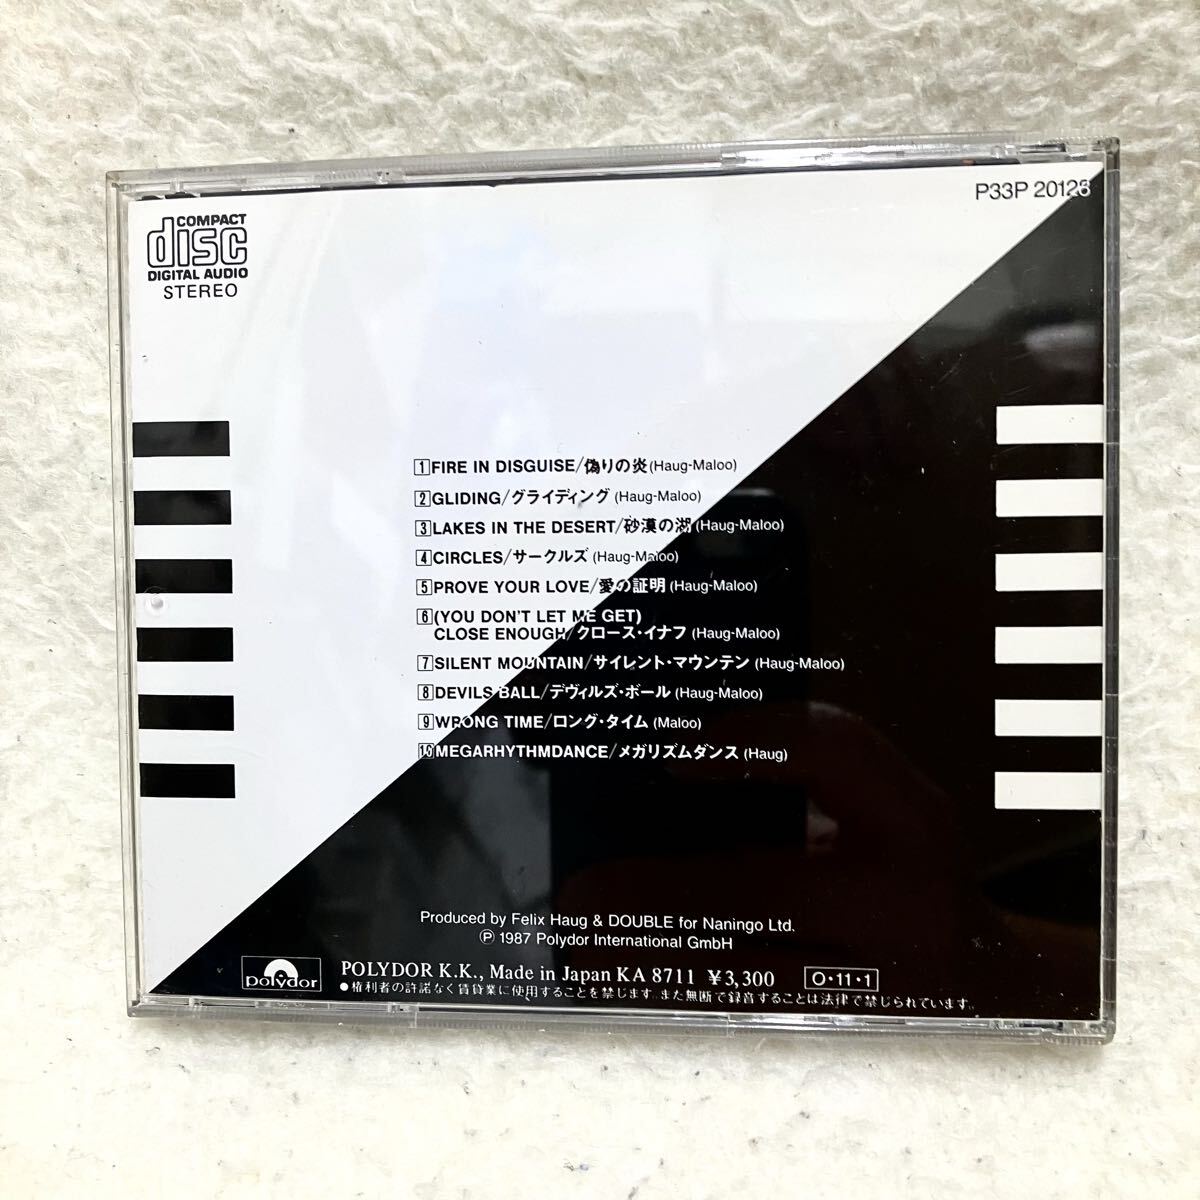 COMPACT
disc
DIGITAL AUDIO
STEREO
P33P 20128
1 FIRE IN DISGUISE/偽りの炎(Haug-Maloo)
2 GLIDING/グライディング (Haug-Maloo)
3 LAKES IN THE DESERT/砂漠の湖(Haug-Maloo)
4 CIRCLES/サークルズ (Haug-Maloo)
5 PROVE YOUR LOVE/愛の証明(Haug-Maloo)
6 (YOU DON'T LET ME GET)
CLOSE ENOUGH/クロース・イナフ (Haug-Maloo)
7 SILENT MOUNTAIN/サイレント・マウンテン (Haug-Maloo)
8 DEVILS BALL/デヴィルズ・ボール (Haug-Maloo)
9 WRONG TIME/ロング・タイム (Maloo)
10 MEGARHYTHMDANCE/メガリズムダンス (Haug)
Produced by Felix Haug & DOUBLE for Naningo Ltd.
℗ 1987 Polydor International GmbH
polydor
POLYDOR K.K., Made in Japan KA 8711 ¥3,300 O・11・1
●権利者の許諾なく賃貸業に使用することを禁じます。また無断で録音することは法律で禁じられています。